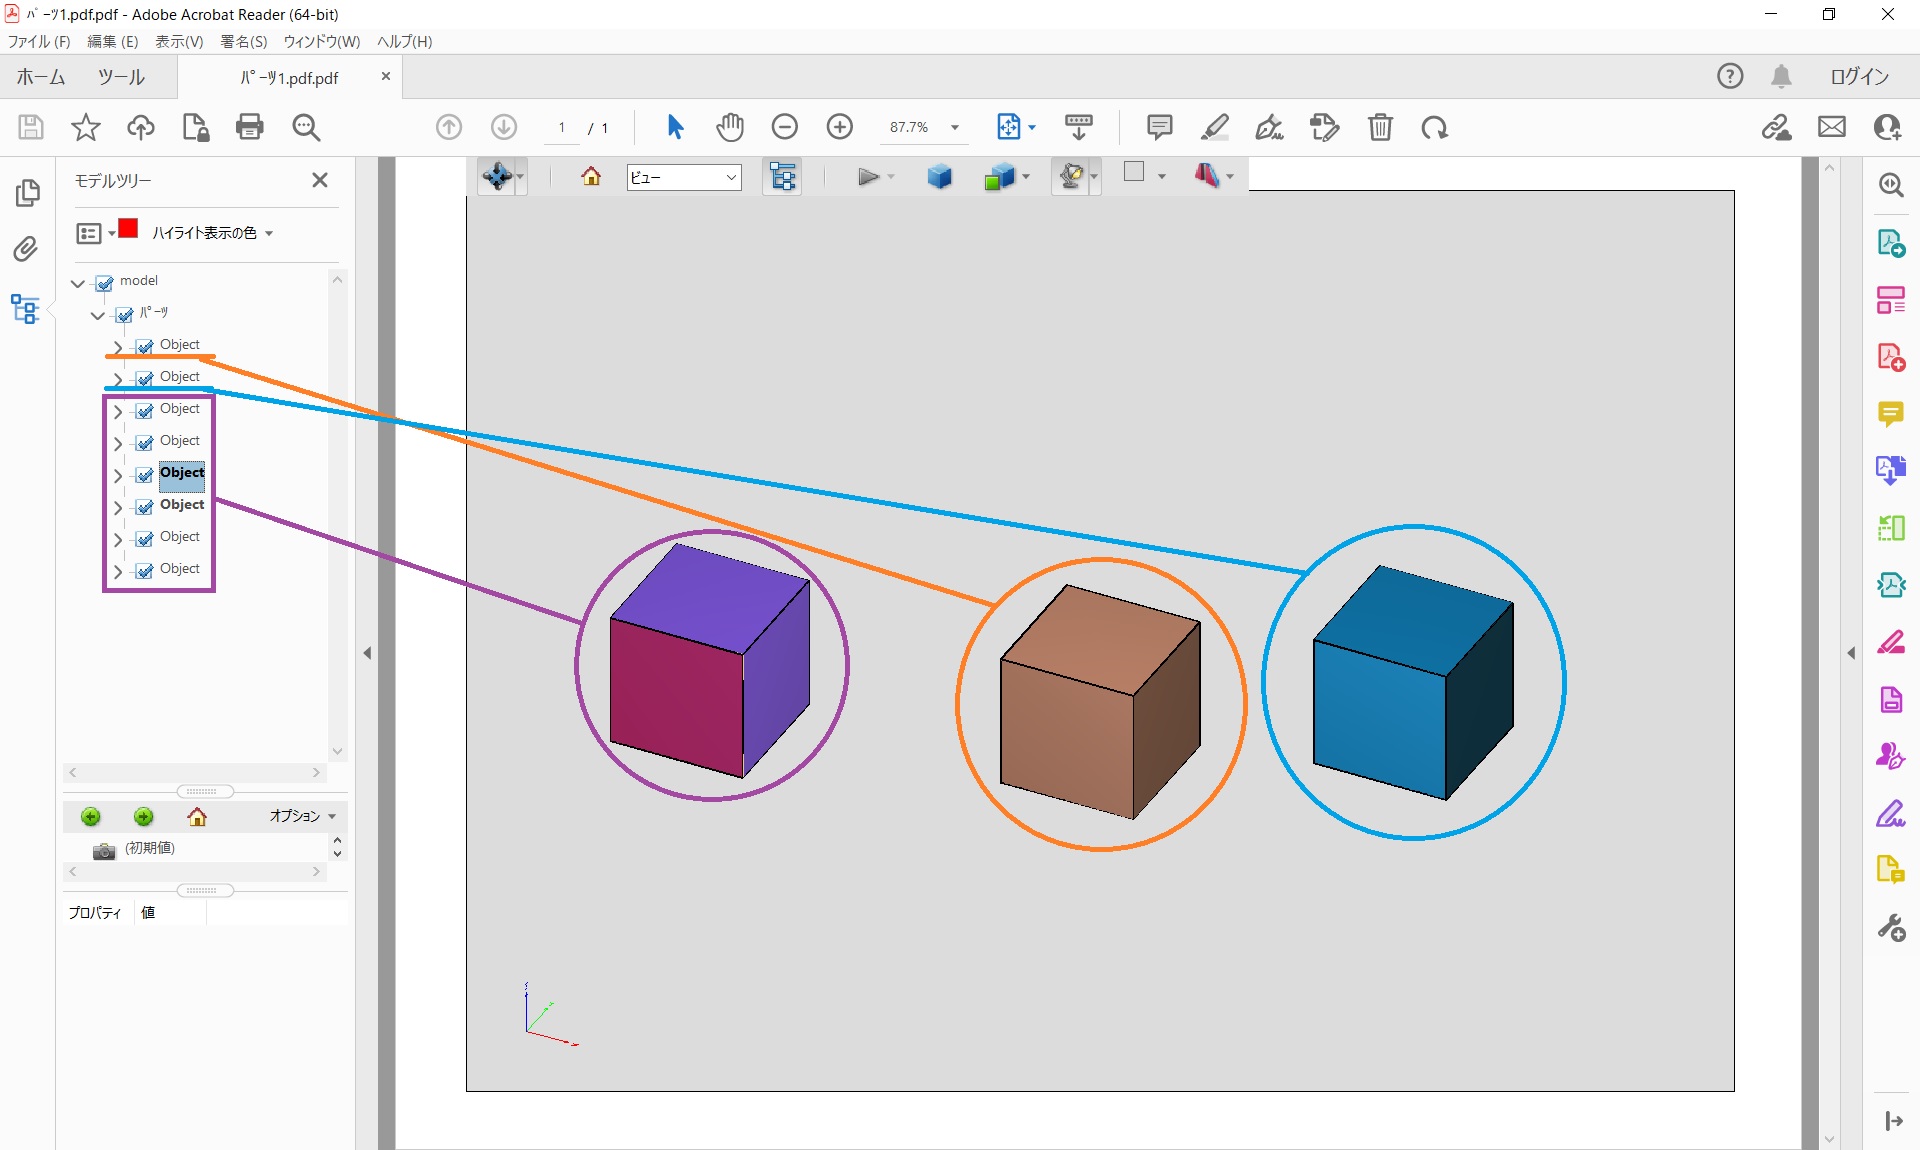 ﾊﾟｰﾂ1.pdf.pdf - Adobe Acrobat Reader (64-bit)
ファイル(F) 編集(E) 表示(V) 署名(S) ウィンドウ(W) ヘルプ(H)
ホーム ツール ﾊﾟｰﾂ1.pdf.pdf ログイン
1 / 1 87.7%
モデルツリー
ビュー
ハイライト表示の色
model
ﾊﾟｰﾂ
Object
Object
Object
Object
Object
Object
Object
Object
オプション
(初期値)
プロパティ 値